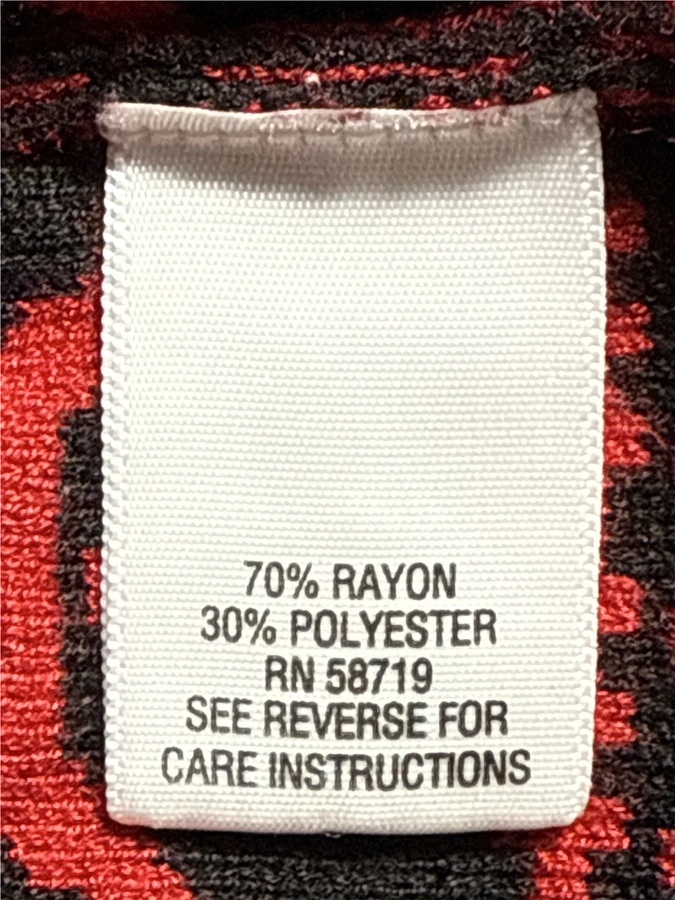 70% RAYON
30% POLYESTER
RN 58719
SEE REVERSE FOR
CARE INSTRUCTIONS